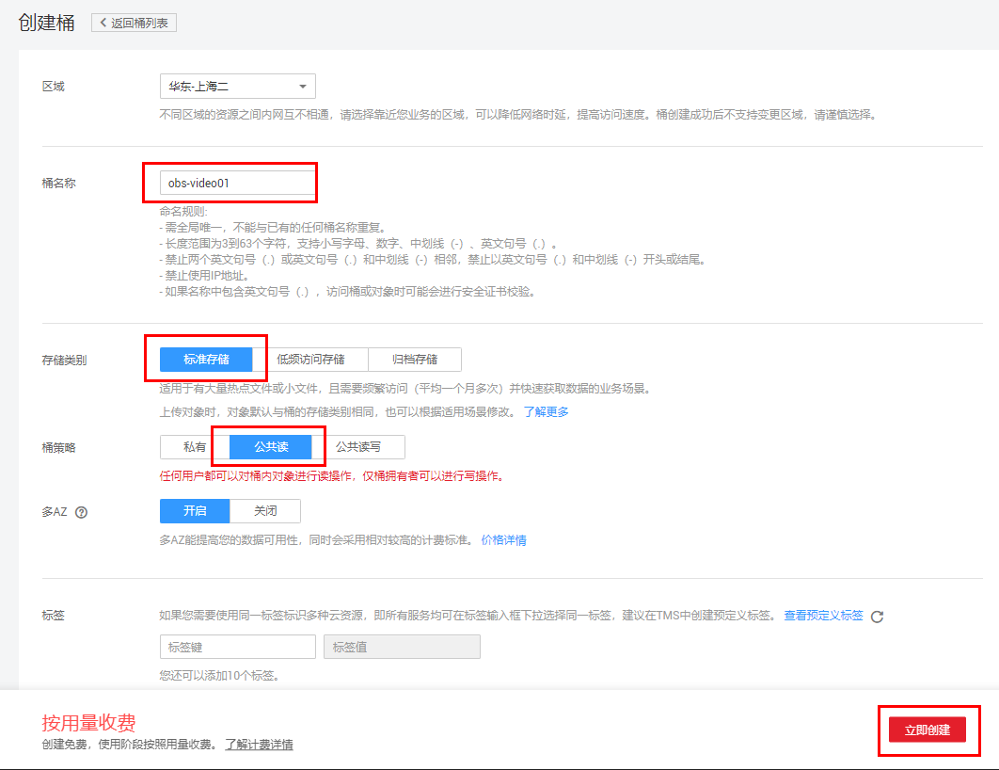 创建桶 返回桶列表
区域 华东-上海二
不同区域的资源之间内网互不相通，请选择靠近您业务的区域，可以降低网络时延，提高访问速度。桶创建成功后不支持变更区域，请谨慎选择。
桶名称 obs-video01
命名规则:
- 需全局唯一，不能与已有的任何桶名称重复。
- 长度范围为3到63个字符，支持小写字母、数字、中划线（-）、英文句号（.）。
- 禁止两个英文句号（.）或英文句号（.）和中划线（-）相邻，禁止以英文句号（.）和中划线（-）开头或结尾。
- 禁止使用IP地址。
- 如果名称中包含英文句号（.），访问桶或对象时可能会进行安全证书校验。
存储类别 标准存储 低频访问存储 归档存储
适用于有大量热点文件或小文件，且需要频繁访问（平均一个月多次）并快速获取数据的业务场景。
上传对象时，对象默认与桶的存储类别相同，也可以根据适用场景修改。 了解更多
桶策略 私有 公共读 公共读写
任何用户都可以对桶内对象进行读操作，仅桶拥有者可以进行写操作。
多AZ ? 开启 关闭
多AZ能提高您的数据可用性，同时会采用相对较高的计费标准。 价格详情
标签 如果您需要使用同一标签标识多种云资源，即所有服务均可在标签输入框下拉选择同一标签，建议在TMS中创建预定义标签。 查看预定义标签
标签键 标签值
您还可以添加10个标签。
按用量收费
创建免费，使用阶段按照用量收费。 了解计费详情
立即创建